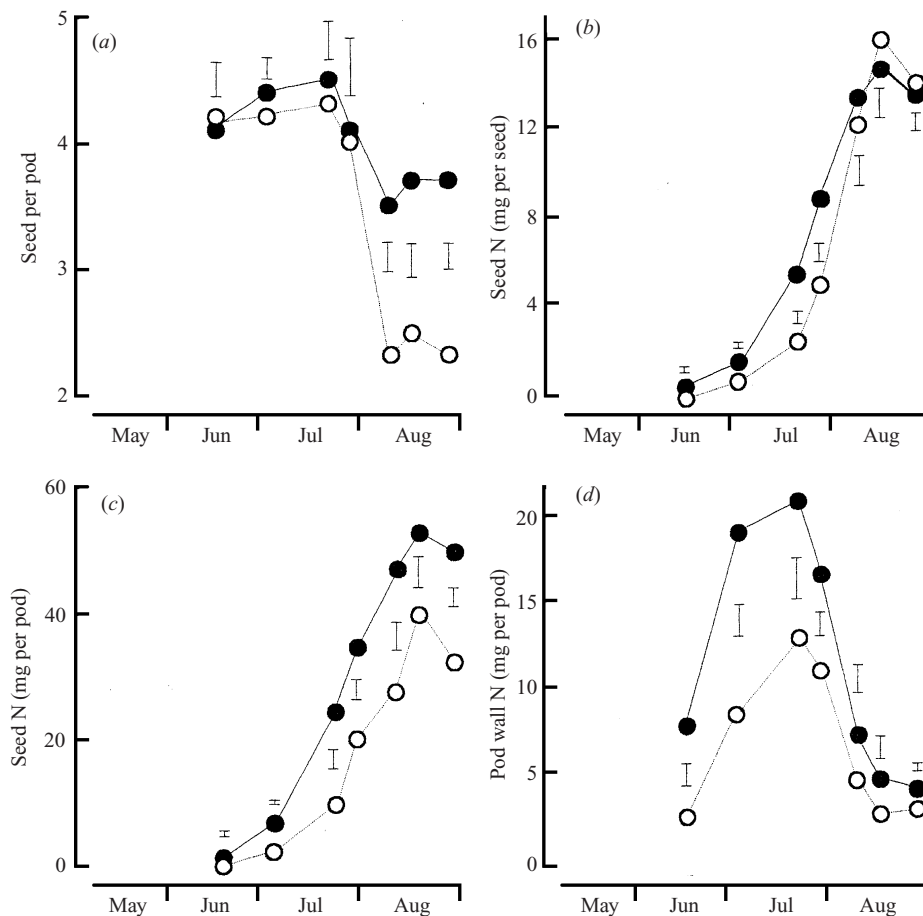 5
(a)
4
3
2
Seed per pod
May Jun Jul Aug
(b)
16
12
8
4
0
Seed N (mg per seed)
May Jun Jul Aug
60
(c)
40
20
0
Seed N (mg per pod)
May Jun Jul Aug
(d)
20
15
10
5
0
Pod wall N (mg per pod)
May Jun Jul Aug